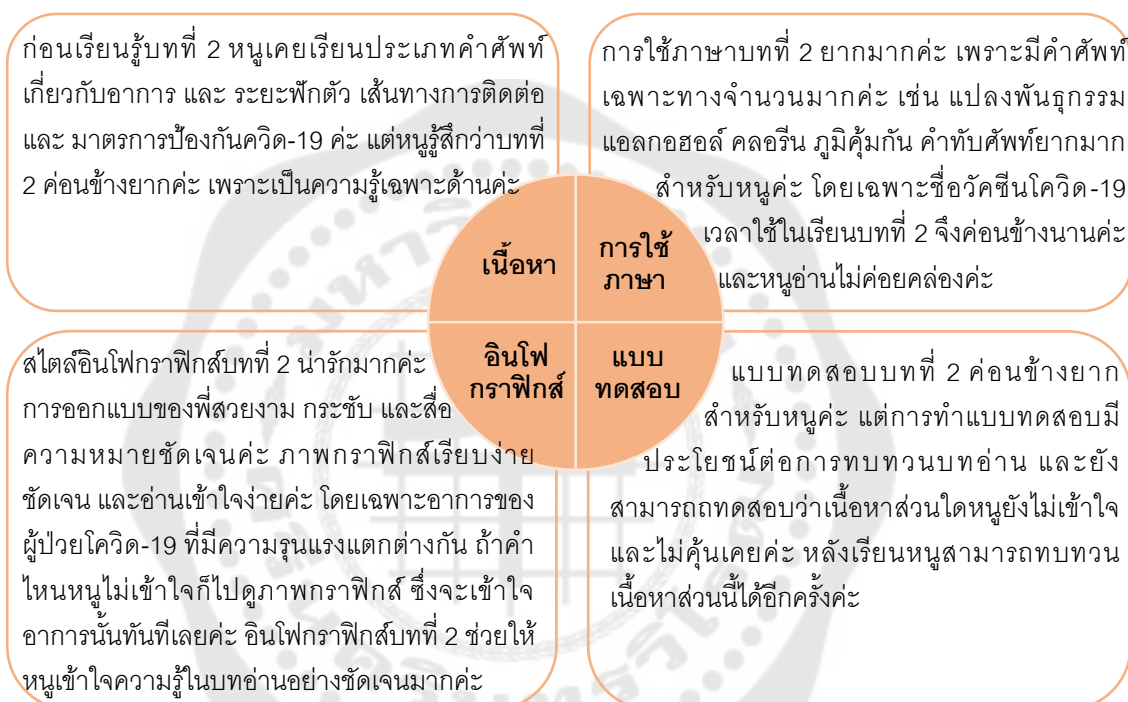 ก่อนเรียนรู้บทที่ 2 หนูเคยเรียนประเภทคำศัพท์
เกี่ยวกับอาการ และ ระยะฟักตัว เส้นทางการติดต่อ
และ มาตรการป้องกันควิด-19 ค่ะ แต่หนูรู้สึกว่าบทที่
2 ค่อนข้างยากค่ะ เพราะเป็นความรู้เฉพาะด้านค่ะ
การใช้ภาษาบทที่ 2 ยากมากค่ะ เพราะมีคำศัพท์
เฉพาะทางจำนวนมากค่ะ เช่น แปลงพันธุกรรม
แอลกอฮอล์ คลอรีน ภูมิคุ้มกัน คำทับศัพท์ยากมาก
สำหรับหนูค่ะ โดยเฉพาะชื่อวัคซีนโควิด-19
เวลาใช้ในเรียนบทที่ 2 จึงค่อนข้างนานค่ะ
และหนูอ่านไม่ค่อยคล่องค่ะ
เนื้อหา
การใช้
ภาษา
อินโฟ
กราฟิกส์
แบบ
ทดสอบ
สไตล์อินโฟกราฟิกส์บทที่ 2 น่ารักมากค่ะ
การออกแบบของพี่สวยงาม กระชับ และสื่อ
ความหมายชัดเจนค่ะ ภาพกราฟิกส์เรียบง่าย
ชัดเจน และอ่านเข้าใจง่ายค่ะ โดยเฉพาะอาการของ
ผู้ป่วยโควิด-19 ที่มีความรุนแรงแตกต่างกัน ถ้าคำ
ไหนหนูไม่เข้าใจก็ไปดูภาพกราฟิกส์ ซึ่งจะเข้าใจ
อาการนั้นทันทีเลยค่ะ อินโฟกราฟิกส์บทที่ 2 ช่วยให้
หนูเข้าใจความรู้ในบทอ่านอย่างชัดเจนมากค่ะ
แบบทดสอบบทที่ 2 ค่อนข้างยาก
สำหรับหนูค่ะ แต่การทำแบบทดสอบมี
ประโยชน์ต่อการทบทวนบทอ่าน และยัง
สามารถถทดสอบว่าเนื้อหาส่วนใดหนูยังไม่เข้าใจ
และไม่คุ้นเคยค่ะ หลังเรียนหนูสามารถทบทวน
เนื้อหาส่วนนี้ได้อีกครั้งค่ะ